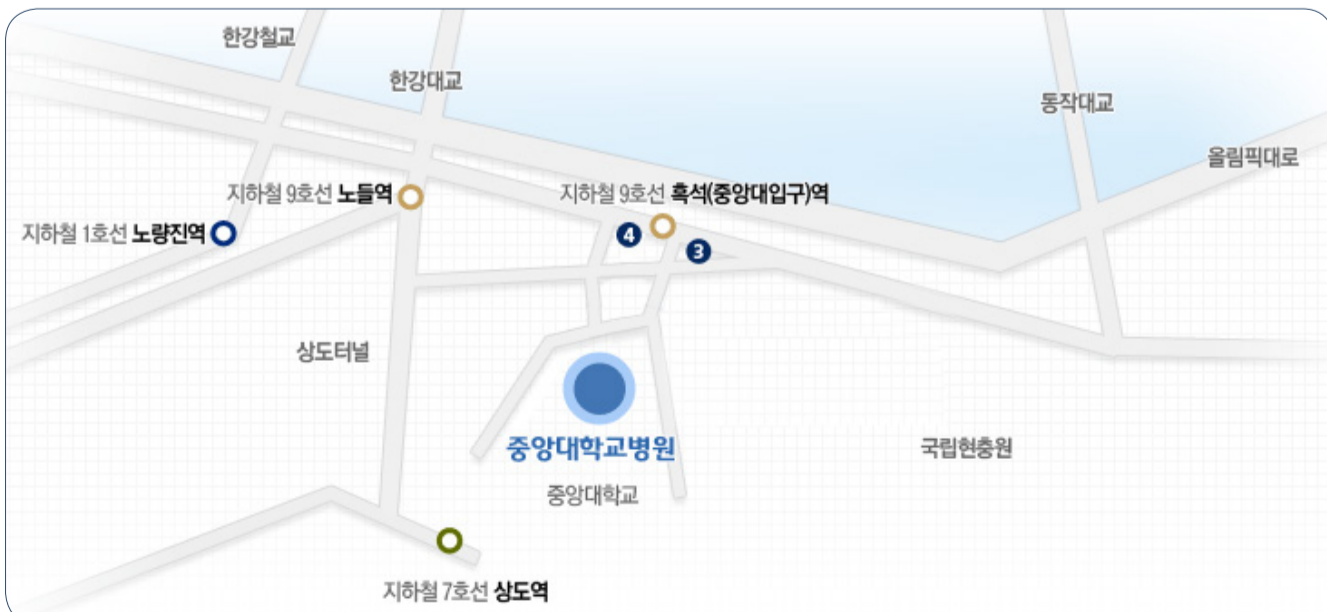 한강철교
한강대교
동작대교
올림픽대로
지하철 9호선 노들역
지하철 9호선 흑석(중앙대입구)역
지하철 1호선 노량진역
4
3
상도터널
중앙대학교병원
국립현충원
중앙대학교
지하철 7호선 상도역